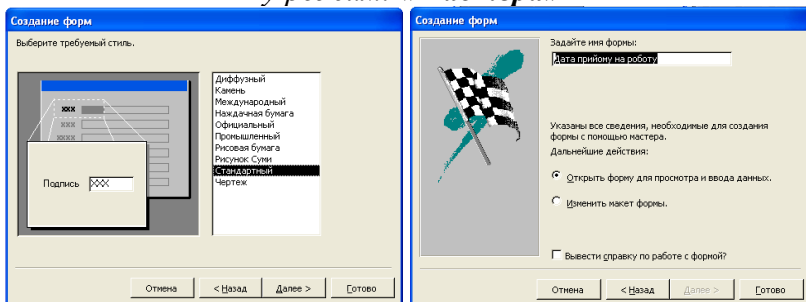 Создание форм
Выберите требуемый стиль.
xxx
xxx
xxxx
Подпись XXX
Диффузный
Камень
Международный
Наждачная бумага
Официальный
Промышленный
Рисовая бумага
Рисунок Суми
Стандартный
Чертеж
Отмена
< Назад
Далее >
Готово
Создание форм
Задайте имя формы:
Дата прийому на роботу
Указаны все сведения, необходимые для создания
формы с помощью мастера.
Дальнейшие действия:
Открыть форму для просмотра и ввода данных.
Изменить макет формы.
Вывести справку по работе с формой?
Отмена
< Назад
Далее >
Готово